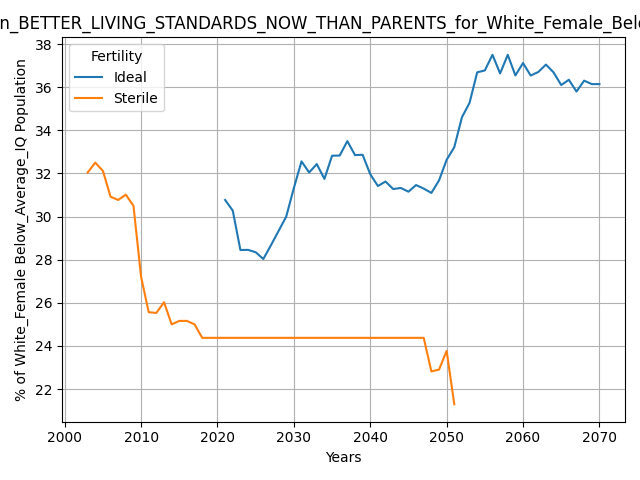 n_BETTER_LIVING_STANDARDS_NOW_THAN_PARENTS_for_White_Female_Belo
38
36
34
32
30
28
26
24
22
% of White_Female Below_Average_IQ Population
Fertility
Ideal
Sterile
2000 2010 2020 2030 2040 2050 2060 2070
Years